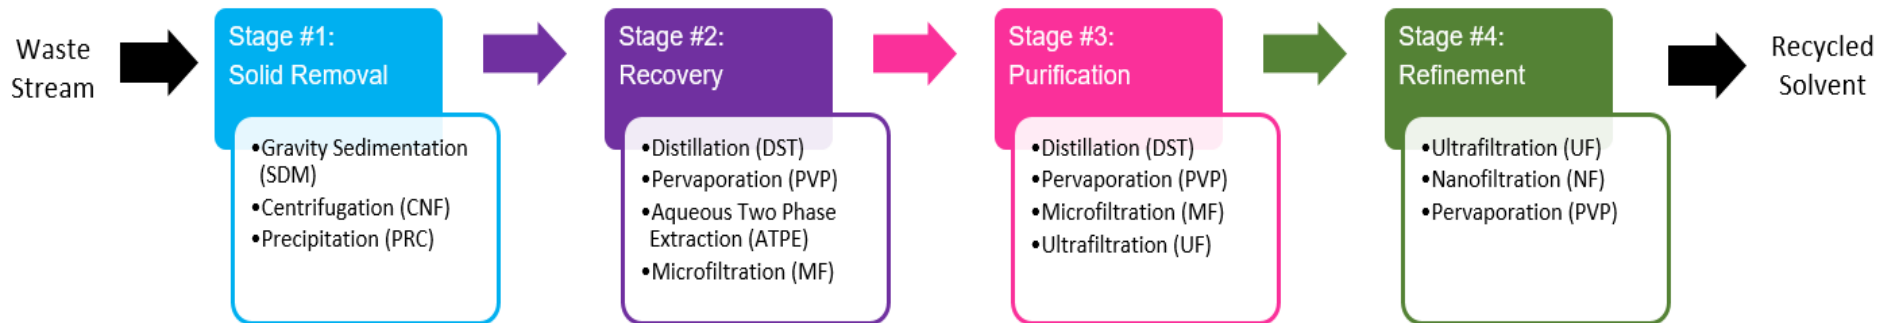 Waste
Stream
Stage #1:
Solid Removal
•Gravity Sedimentation
(SDM)
•Centrifugation (CNF)
•Precipitation (PRC)
Stage #2:
Recovery
•Distillation (DST)
•Pervaporation (PVP)
•Aqueous Two Phase
Extraction (ATPE)
•Microfiltration (MF)
Stage #3:
Purification
•Distillation (DST)
•Pervaporation (PVP)
•Microfiltration (MF)
•Ultrafiltration (UF)
Stage #4:
Refinement
•Ultrafiltration (UF)
•Nanofiltration (NF)
•Pervaporation (PVP)
Recycled
Solvent